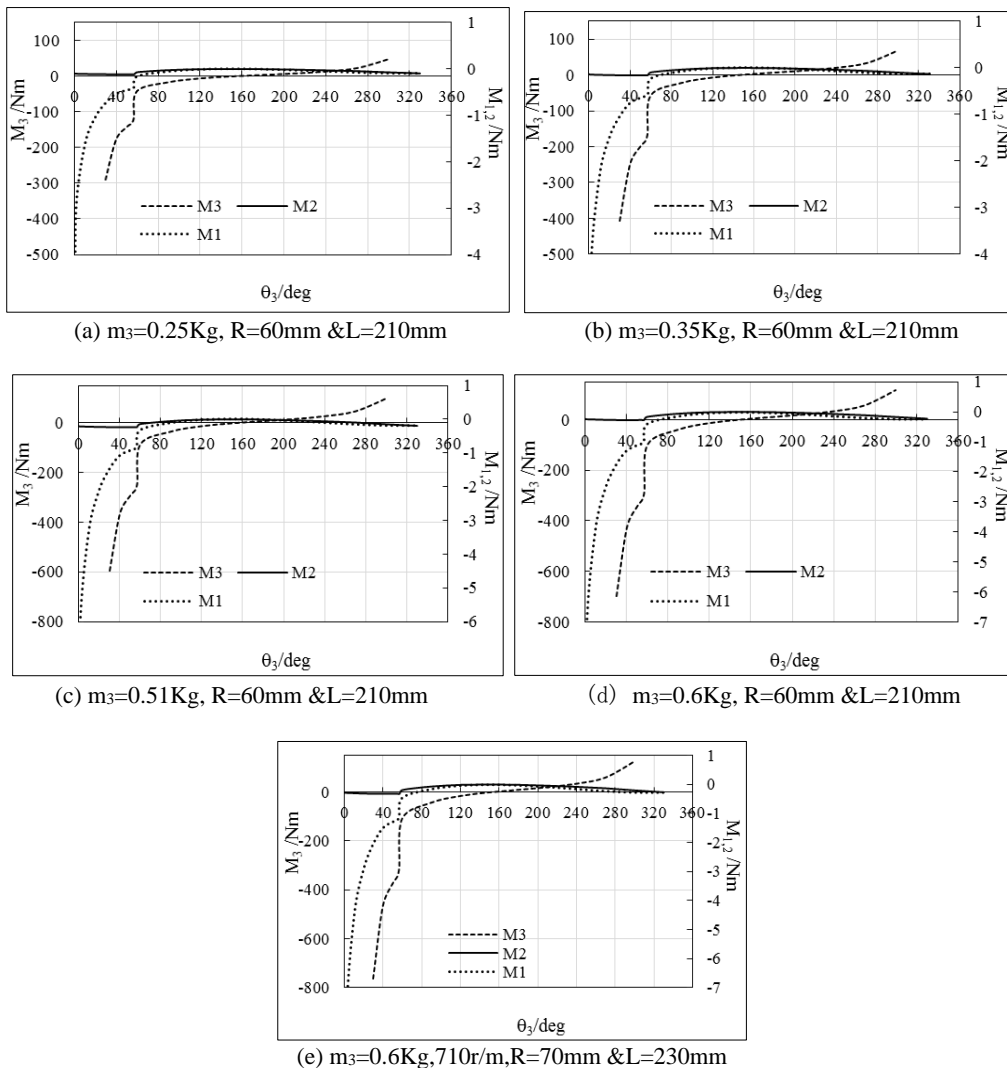 100
0
-100
-200
-300
-400
-500
M3 /Nm
1
0
-1
-2
-3
-4
M1,2 /Nm
0 40 80 120 160 200 240 280 320 360
M3 M2
M1
θ3/deg
(a) m3=0.25Kg, R=60mm &L=210mm
100
0
-100
-200
-300
-400
-500
M3 /Nm
1
0
-1
-2
-3
-4
M1,2 /Nm
0 40 80 120 160 200 240 280 320 360
M3 M2
M1
θ3/deg
(b) m3=0.35Kg, R=60mm &L=210mm
0
-200
-400
-600
-800
M3 /Nm
1
0
-1
-2
-3
-4
-5
-6
M1,2 /Nm
0 40 80 120 160 200 240 280 320 360
M3 M2
M1
θ3/deg
(c) m3=0.51Kg, R=60mm &L=210mm
0
-200
-400
-600
-800
M3 /Nm
1
0
-1
-2
-3
-4
-5
-6
-7
M1,2 /Nm
0 40 80 120 160 200 240 280 320 360
M3 M2
M1
θ3/deg
(d) m3=0.6Kg, R=60mm &L=210mm
0
-200
-400
-600
-800
M3 /Nm
1
0
-1
-2
-3
-4
-5
-6
-7
M1,2 /Nm
0 40 80 120 160 200 240 280 320 360
M3
M2
M1
θ3/deg
(e) m3=0.6Kg,710r/m,R=70mm &L=230mm